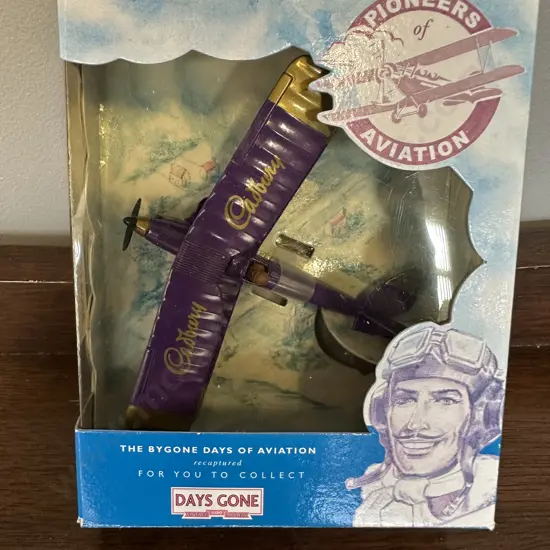 PIONEERS
of
AVIATION
Cadbury
Cadbury
THE BYGONE DAYS OF AVIATION
recaptured
FOR YOU TO COLLECT
DAYS GONE